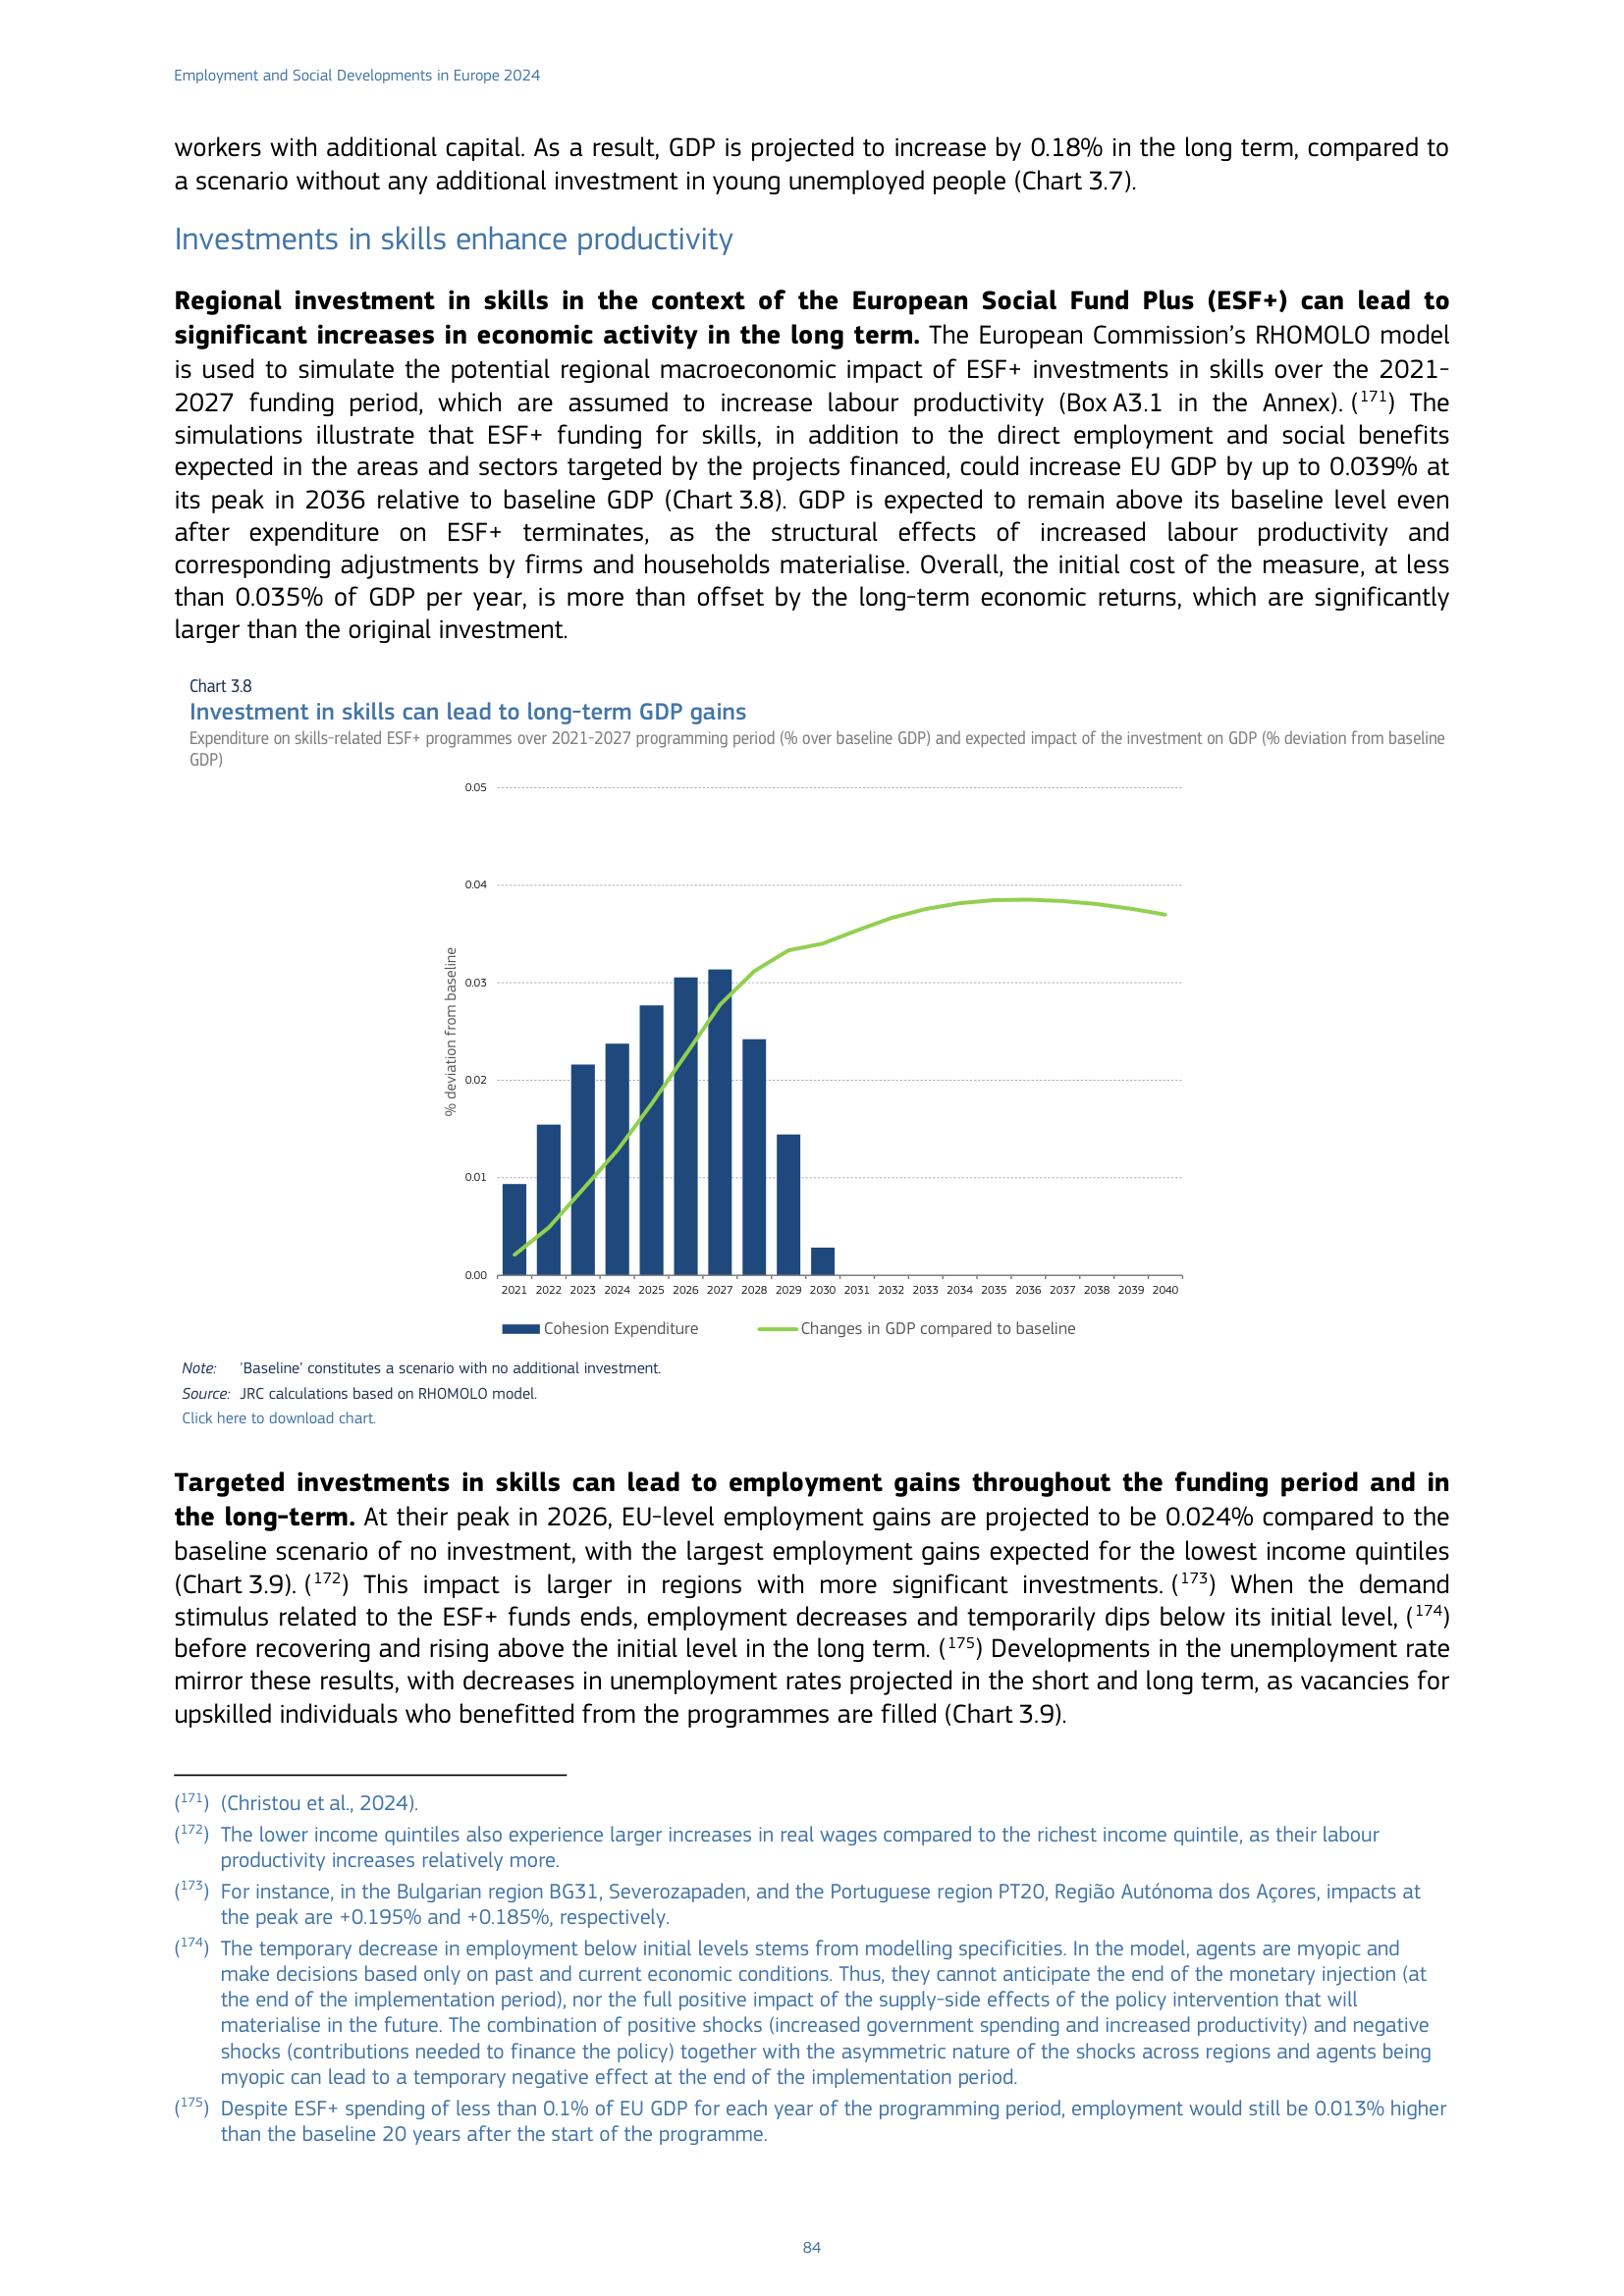 Employment and Social Developments in Europe 2024
workers with additional capital. As a result, GDP is projected to increase by 0.18% in the long term, compared to
a scenario without any additional investment in young unemployed people (Chart 3.7).
Investments in skills enhance productivity
Regional investment in skills in the context of the European Social Fund Plus (ESF+) can lead to
significant increases in economic activity in the long term. The European Commission’s RHOMOLO model
is used to simulate the potential regional macroeconomic impact of ESF+ investments in skills over the 2021-
2027 funding period, which are assumed to increase labour productivity (Box A3.1 in the Annex). (171) The
simulations illustrate that ESF+ funding for skills, in addition to the direct employment and social benefits
expected in the areas and sectors targeted by the projects financed, could increase EU GDP by up to 0.039% at
its peak in 2036 relative to baseline GDP (Chart 3.8). GDP is expected to remain above its baseline level even
after expenditure on ESF+ terminates, as the structural effects of increased labour productivity and
corresponding adjustments by firms and households materialise. Overall, the initial cost of the measure, at less
than 0.035% of GDP per year, is more than offset by the long-term economic returns, which are significantly
larger than the original investment.
Chart 3.8
Investment in skills can lead to long-term GDP gains
Expenditure on skills-related ESF+ programmes over 2021-2027 programming period (% over baseline GDP) and expected impact of the investment on GDP (% deviation from baseline
GDP)
0.05
0.04
0.03
0.02
0.01
0.00
% deviation from baseline
2021 2022 2023 2024 2025 2026 2027 2028 2029 2030 2031 2032 2033 2034 2035 2036 2037 2038 2039 2040
Cohesion Expenditure Changes in GDP compared to baseline
Note: 'Baseline' constitutes a scenario with no additional investment.
Source: JRC calculations based on RHOMOLO model.
Click here to download chart.
Targeted investments in skills can lead to employment gains throughout the funding period and in
the long-term. At their peak in 2026, EU-level employment gains are projected to be 0.024% compared to the
baseline scenario of no investment, with the largest employment gains expected for the lowest income quintiles
(Chart 3.9). (172) This impact is larger in regions with more significant investments. (173) When the demand
stimulus related to the ESF+ funds ends, employment decreases and temporarily dips below its initial level, (174)
before recovering and rising above the initial level in the long term. (175) Developments in the unemployment rate
mirror these results, with decreases in unemployment rates projected in the short and long term, as vacancies for
upskilled individuals who benefitted from the programmes are filled (Chart 3.9).
(171) (Christou et al., 2024).
(172) The lower income quintiles also experience larger increases in real wages compared to the richest income quintile, as their labour
productivity increases relatively more.
(173) For instance, in the Bulgarian region BG31, Severozapaden, and the Portuguese region PT20, Região Autónoma dos Açores, impacts at
the peak are +0.195% and +0.185%, respectively.
(174) The temporary decrease in employment below initial levels stems from modelling specificities. In the model, agents are myopic and
make decisions based only on past and current economic conditions. Thus, they cannot anticipate the end of the monetary injection (at
the end of the implementation period), nor the full positive impact of the supply-side effects of the policy intervention that will
materialise in the future. The combination of positive shocks (increased government spending and increased productivity) and negative
shocks (contributions needed to finance the policy) together with the asymmetric nature of the shocks across regions and agents being
myopic can lead to a temporary negative effect at the end of the implementation period.
(175) Despite ESF+ spending of less than 0.1% of EU GDP for each year of the programming period, employment would still be 0.013% higher
than the baseline 20 years after the start of the programme.
84